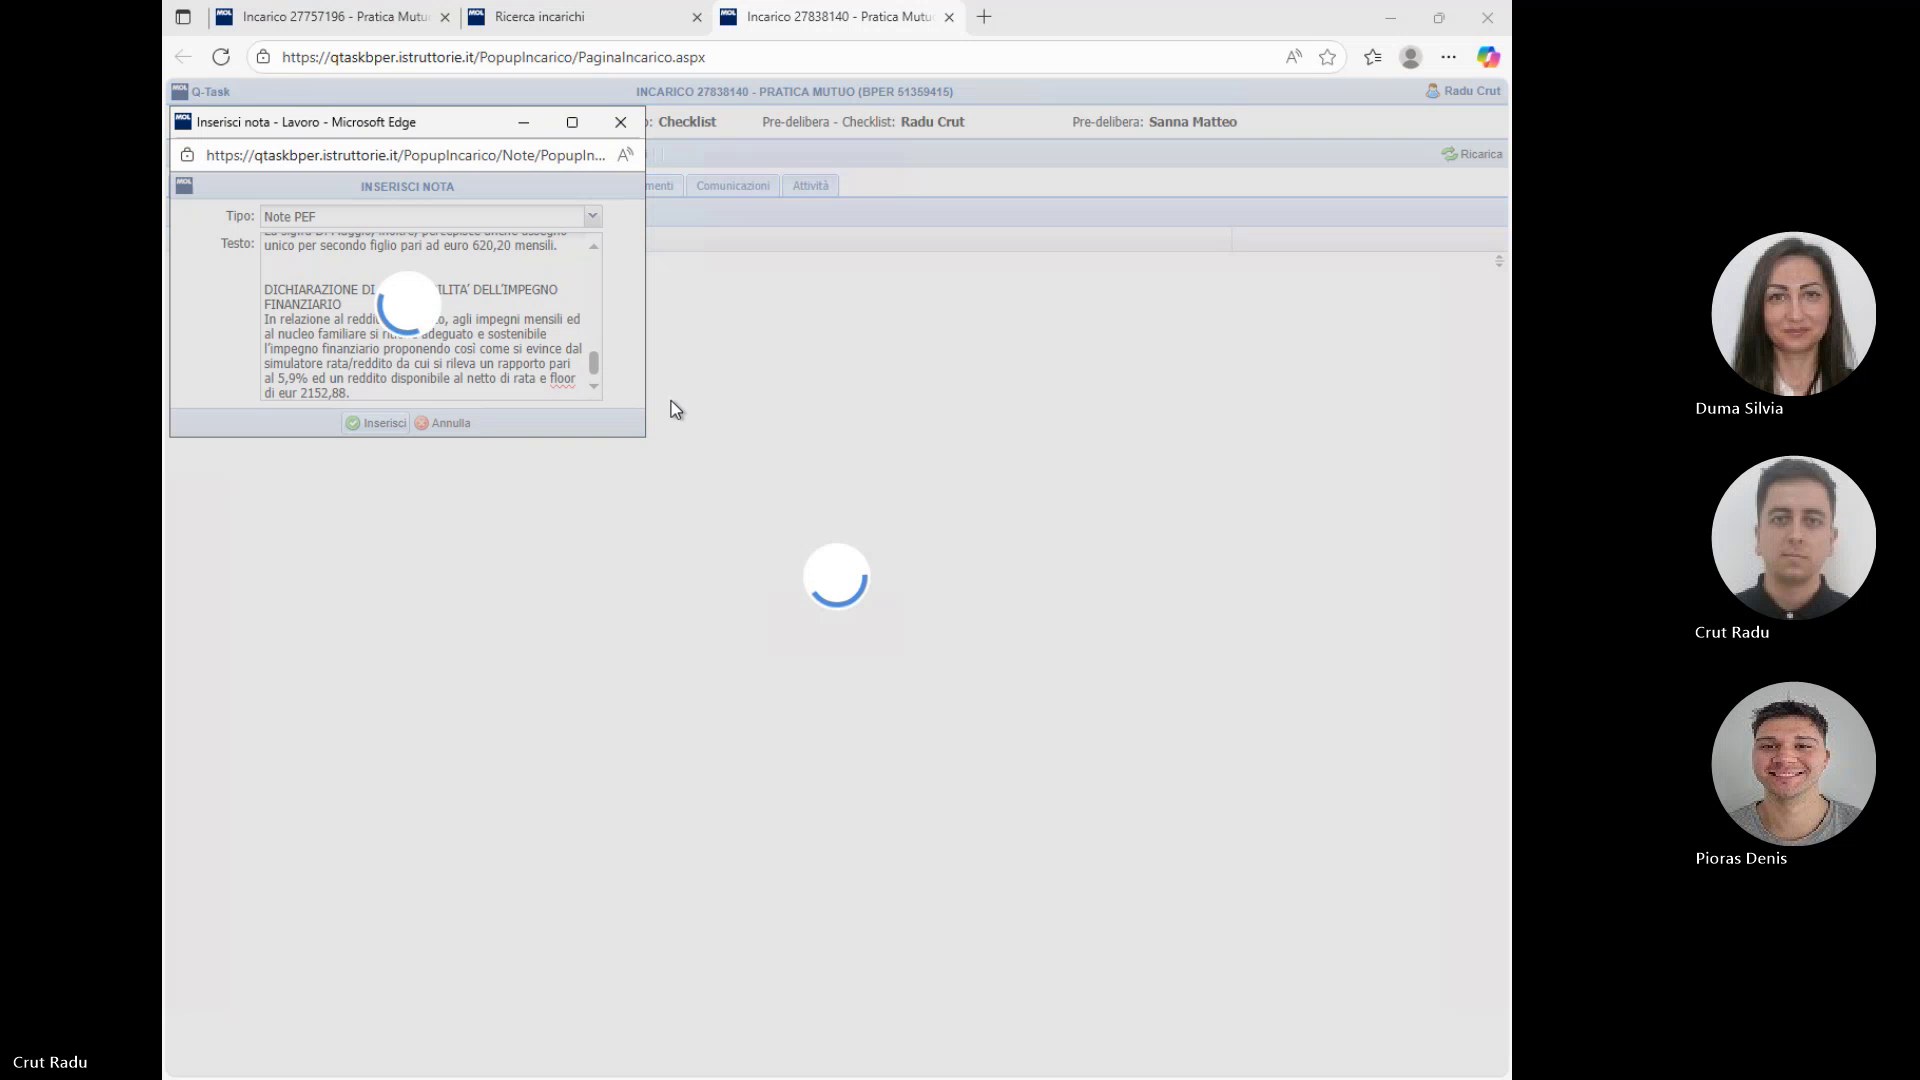 Incarico 27757196 - Pratica Mutu
Ricerca incarichi
Incarico 27838140 - Pratica Mutu
https://qtaskbper.istruttorie.it/PopupIncarico/PaginaIncarico.aspx
MOL Q-Task
INCARICO 27838140 - PRATICA MUTUO (BPER 51359415)
Radu Crut
Inserisci nota - Lavoro - Microsoft Edge
: Checklist
Pre-delibera - Checklist: Radu Crut
Pre-delibera: Sanna Matteo
https://qtaskbper.istruttorie.it/PopupIncarico/Note/PopupIn...
Ricarica
INSERISCI NOTA
menti
Comunicazioni
Attività
Tipo: Note PEF
Testo:
unico per secondo figlio pari ad euro 620,20 mensili.
DICHIARAZIONE DI ILITA' DELL'IMPEGNO
FINANZIARIO
In relazione al reddi o, agli impegni mensili ed
al nucleo familiare si adeguato e sostenibile
l'impegno finanziario proponendo così come si evince dal
simulatore rata/reddito da cui si rileva un rapporto pari
al 5,9% ed un reddito disponibile al netto di rata e floor
di eur 2152,88.
Inserisci
Annulla
Duma Silvia
Crut Radu
Pioras Denis
Crut Radu